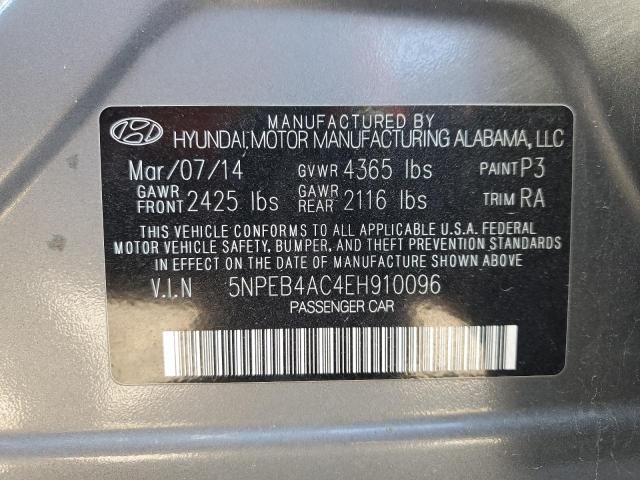 MANUFACTURED BY
HYUNDAI MOTOR MANUFACTURING ALABAMA, LLC
Mar/07/14 GVWR 4365 lbs PAINT P3
GAWR FRONT 2425 lbs GAWR REAR 2116 lbs TRIM RA
THIS VEHICLE CONFORMS TO ALL APPLICABLE U.S.A. FEDERAL
MOTOR VEHICLE SAFETY, BUMPER, AND THEFT PREVENTION STANDARDS
IN EFFECT ON THE DATE OF MANUFACTURE SHOWN ABOVE.
V.I.N 5NPEB4AC4EH910096
PASSENGER CAR